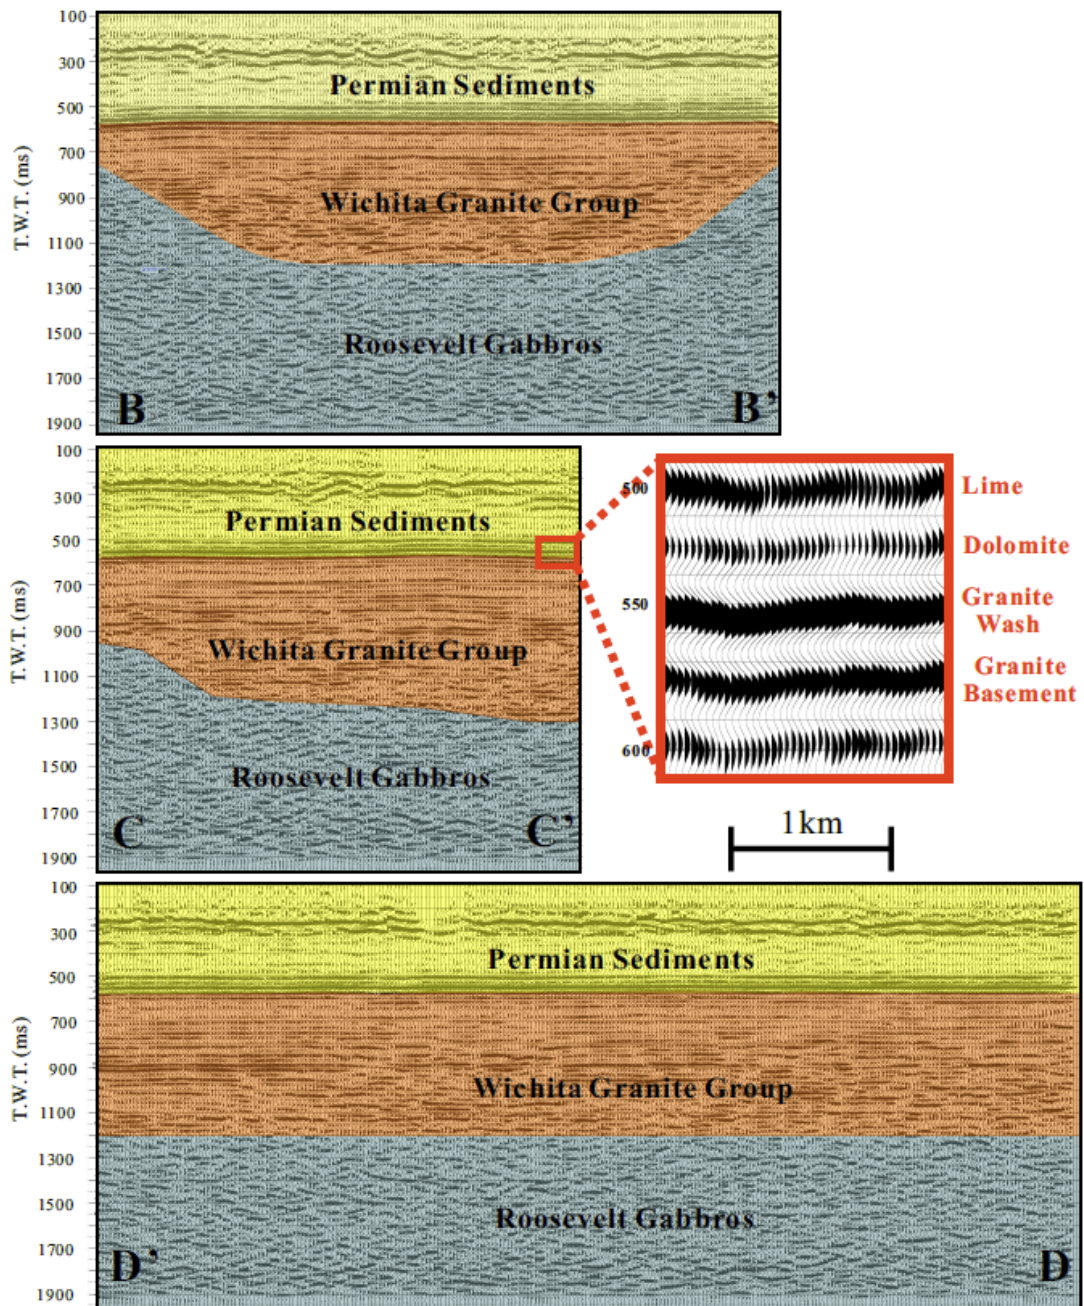 100
300
Permian Sediments
500
700
T.W.T. (ms)
900
Wichita Granite Group
1100
1300
1500
Roosevelt Gabbros
1700
1900
B
B’
100
300
Permian Sediments
500
700
T.W.T. (ms)
900
Wichita Granite Group
1100
1300
1500
Roosevelt Gabbros
1700
C
C’
1900
500
Lime
Dolomite
550
Granite
Wash
Granite
Basement
600
1km
100
300
Permian Sediments
500
700
T.W.T. (ms)
900
Wichita Granite Group
1100
1300
1500
Roosevelt Gabbros
1700
D’
D
1900